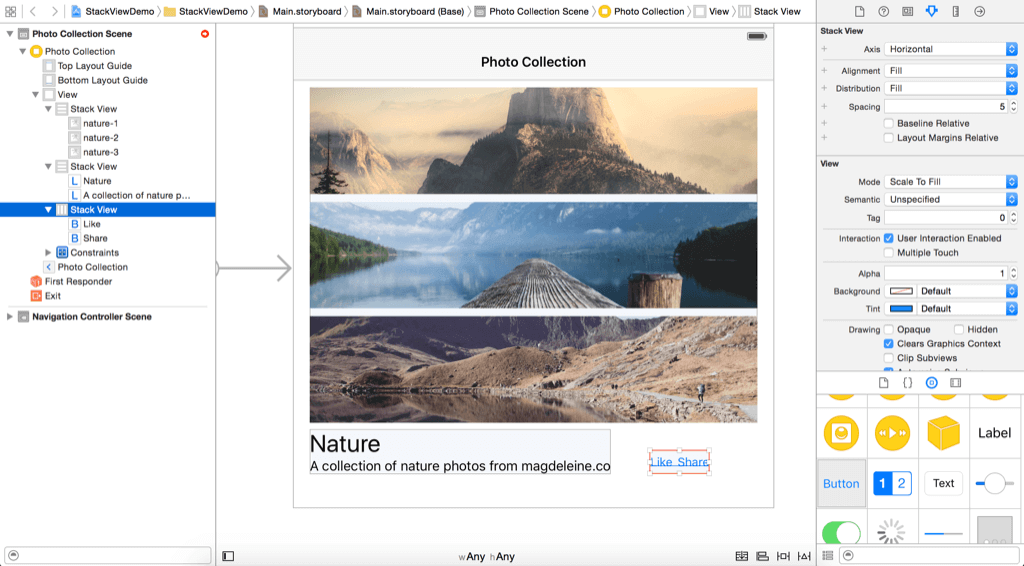 StackViewDemo StackViewDemo Main.storyboard Main.storyboard (Base) Photo Collection Scene Photo Collection View Stack View
Photo Collection Scene
Photo Collection
Top Layout Guide
Bottom Layout Guide
View
Stack View
nature-1
nature-2
nature-3
Stack View
L Nature
L A collection of nature p...
Stack View
B Like
B Share
Constraints
Photo Collection
First Responder
Exit
Navigation Controller Scene
Photo Collection
Nature
A collection of nature photos from magdeleine.co
Like Share
wAny hAny
Stack View
Axis Horizontal
Alignment Fill
Distribution Fill
Spacing 5
Baseline Relative
Layout Margins Relative
View
Mode Scale To Fill
Semantic Unspecified
Tag 0
Interaction User Interaction Enabled
Multiple Touch
Alpha 1
Background Default
Tint Default
Drawing Opaque Hidden
Clears Graphics Context
Clip Subviews
{}
Label
Button 1 2 Text